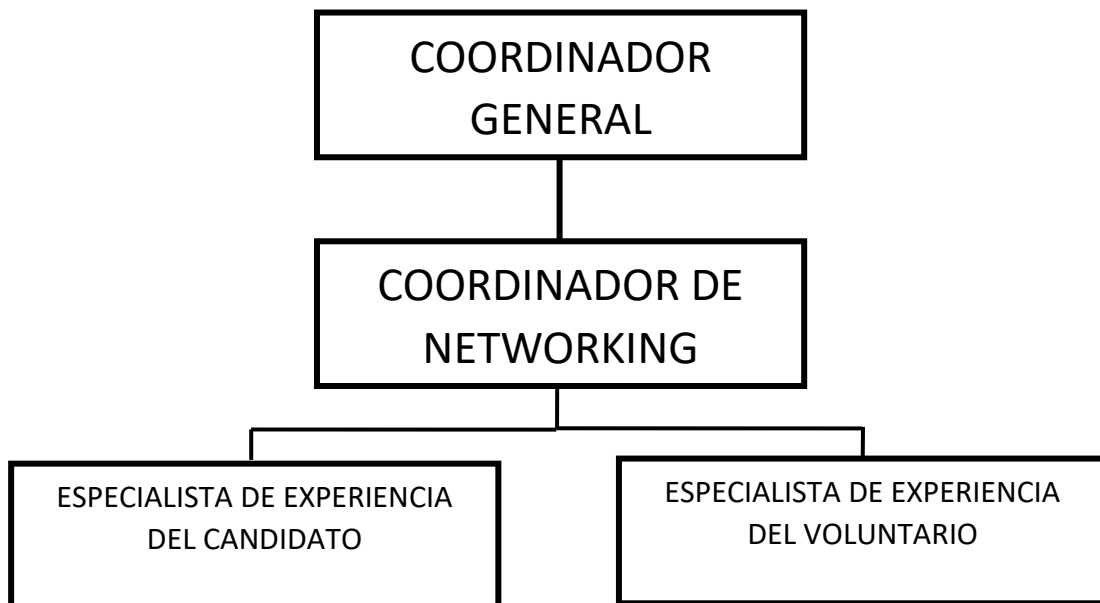 COORDINADOR
GENERAL
COORDINADOR DE
NETWORKING
ESPECIALISTA DE EXPERIENCIA
DEL CANDIDATO
ESPECIALISTA DE EXPERIENCIA
DEL VOLUNTARIO